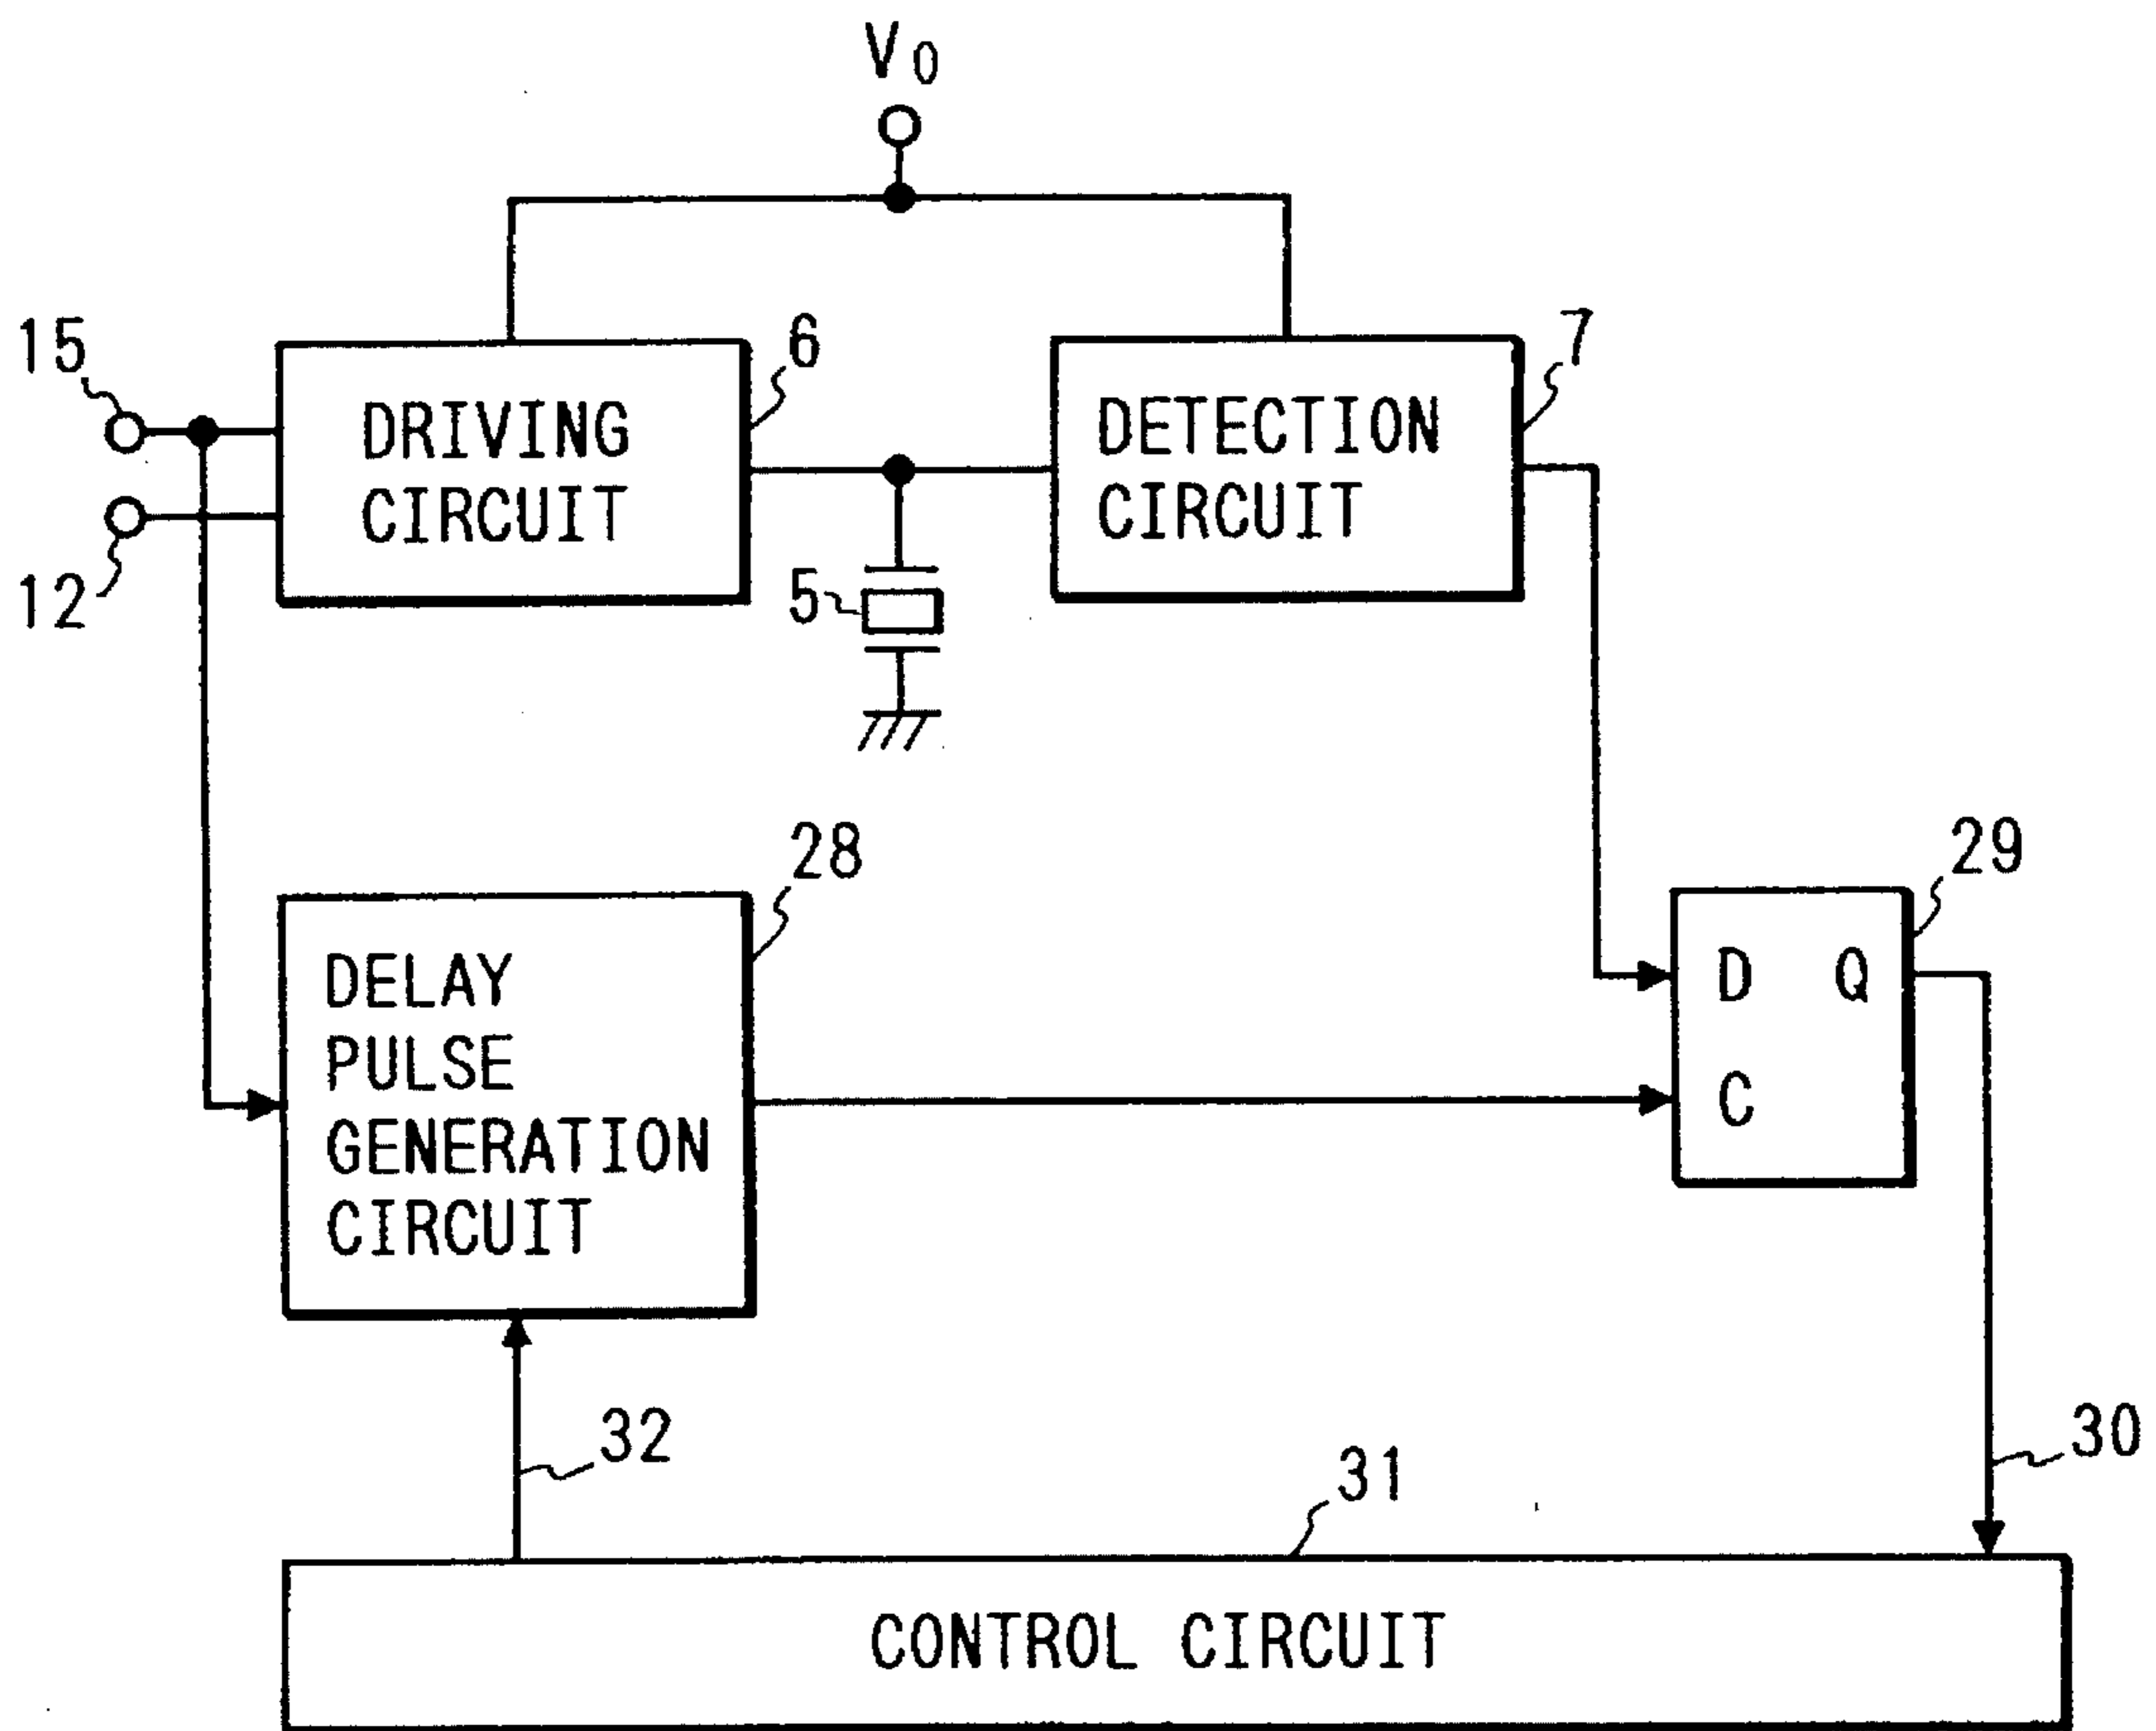 V0
15
6
7
DRIVING
CIRCUIT
DETECTION
CIRCUIT
12
5
28
29
DELAY
PULSE
GENERATION
CIRCUIT
D Q
C
32
31
30
CONTROL CIRCUIT